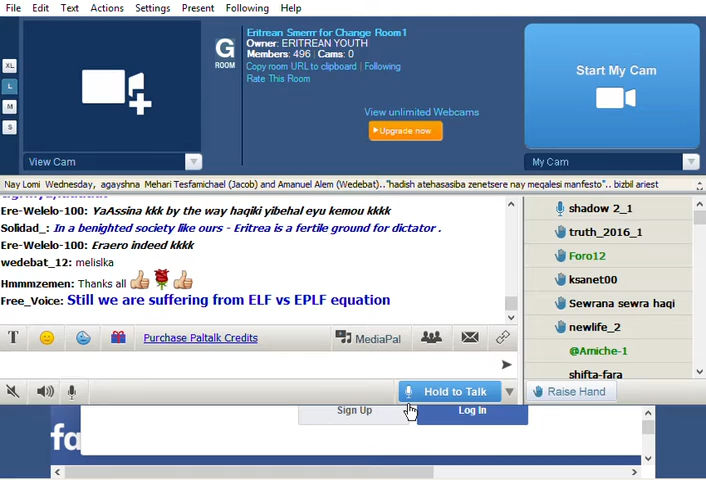 File Edit Text Actions Settings Present Following Help
Eritrean Smerrr for Change Room1
Owner: ERITREAN YOUTH
Members: 496 Cams: 0
Copy room URL to clipboard | Following
Rate This Room
G
ROOM
XL
L
M
S
View unlimited Webcams
Upgrade now
Start My Cam
View Cam
My Cam
Nay Lomi Wednesday, agayshna Mehari Tesfamichael (Jacob) and Amanuel Alem (Wedebat).."hadish atehasasiba zenetsere nay meqalesi manfesto".. bizbil ariest
Ere-Welelo-100: YaAssina kkk by the way haqiki yibehal eyu kemou kkkk
Solidad_: In a benighted society like ours - Eritrea is a fertile ground for dictator .
Ere-Welelo-100: Eraero indeed kkkk
wedebat_12: melislka
Hmmmzemen: Thanks all
Free_Voice: Still we are suffering from ELF vs EPLF equation
shadow 2_1
truth_2016_1
Foro12
ksanet00
Sewrana sewra haqi
newlife_2
@Amiche-1
shifta-fara
T
Purchase Paltalk Credits
MediaPal
Hold to Talk
Raise Hand
Sign Up
Log In
fa